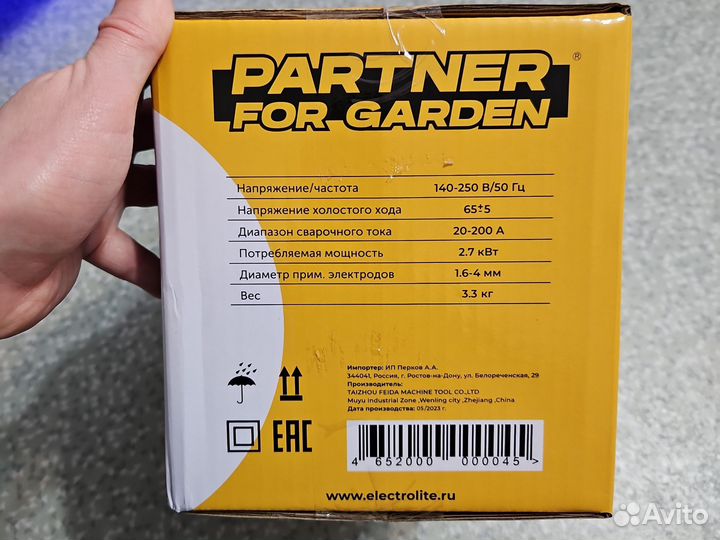 PARTNER ®
FOR GARDEN
Напряжение/частота 140-250 В/50 Гц
Напряжение холостого хода 65±5
Диапазон сварочного тока 20-200 А
Потребляемая мощность 2.7 кВт
Диаметр прим. электродов 1.6-4 мм
Вес 3.3 кг
Импортер: ИП Перков А.А.
344041, Россия, г. Ростов-на-Дону, ул. Белореченская, 29
Производитель:
TAIZHOU FEIDA MACHINE TOOL CO.,LTD
Muyu Industrial Zone ,Wenling city ,Zhejiang ,China
Дата производства: 05/2023 г.
EAC
4 652000 000045 >
www.electrolite.ru
Avito